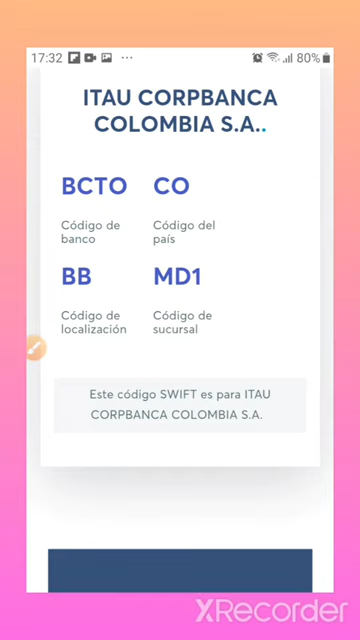 17:32 ... 80%
ITAU CORPBANCA
COLOMBIA S.A..
BCTO CO
Código de banco
Código del país
BB MD1
Código de localización
Código de sucursal
Este código SWIFT es para ITAU
CORPBANCA COLOMBIA S.A.
XRecorder